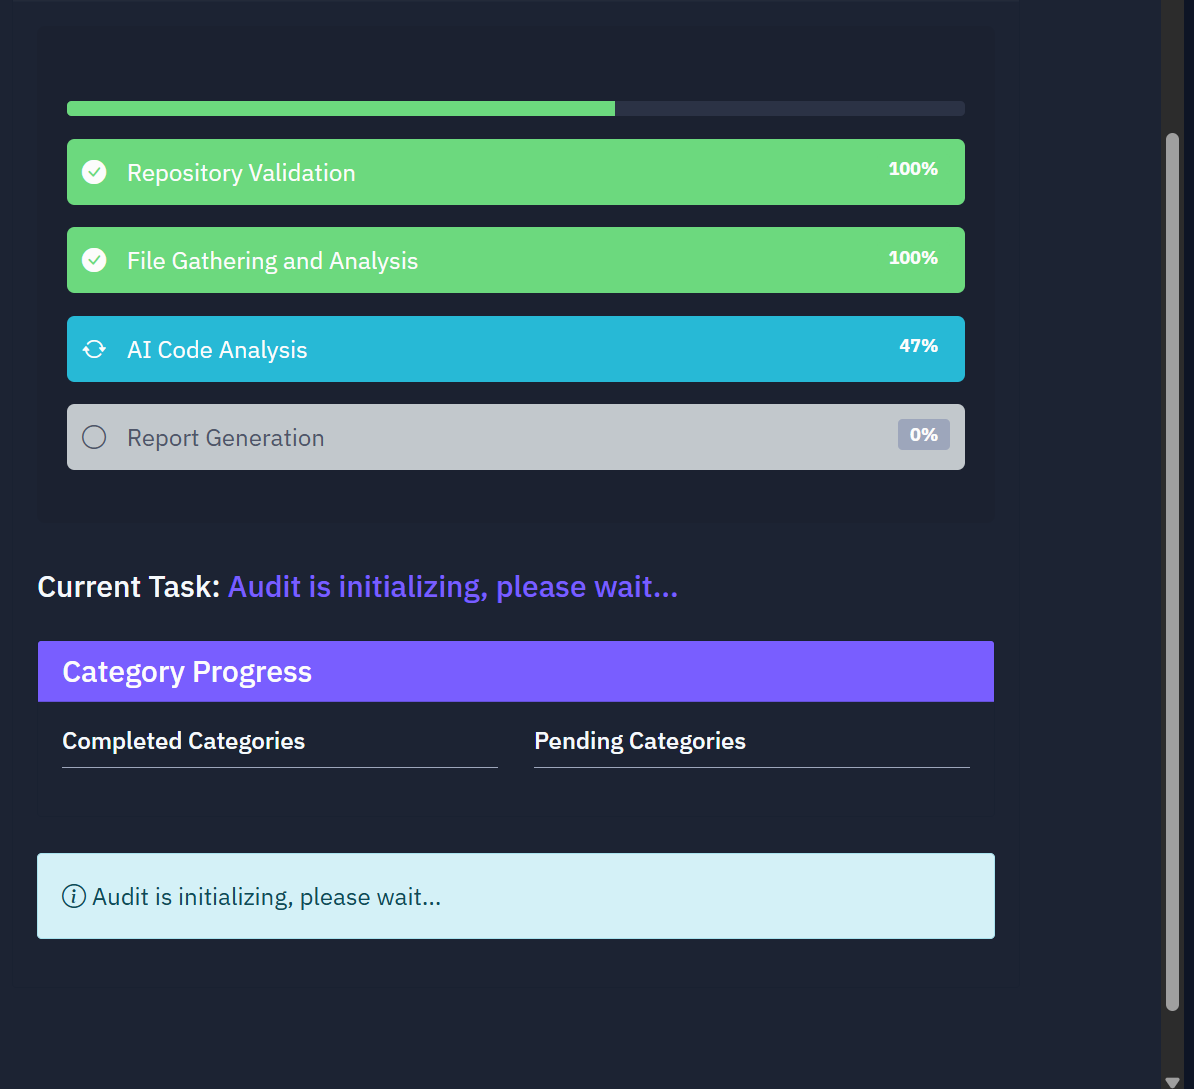 Repository Validation 100%
File Gathering and Analysis 100%
AI Code Analysis 47%
Report Generation 0%
Current Task: Audit is initializing, please wait...
Category Progress
Completed Categories
Pending Categories
Audit is initializing, please wait...